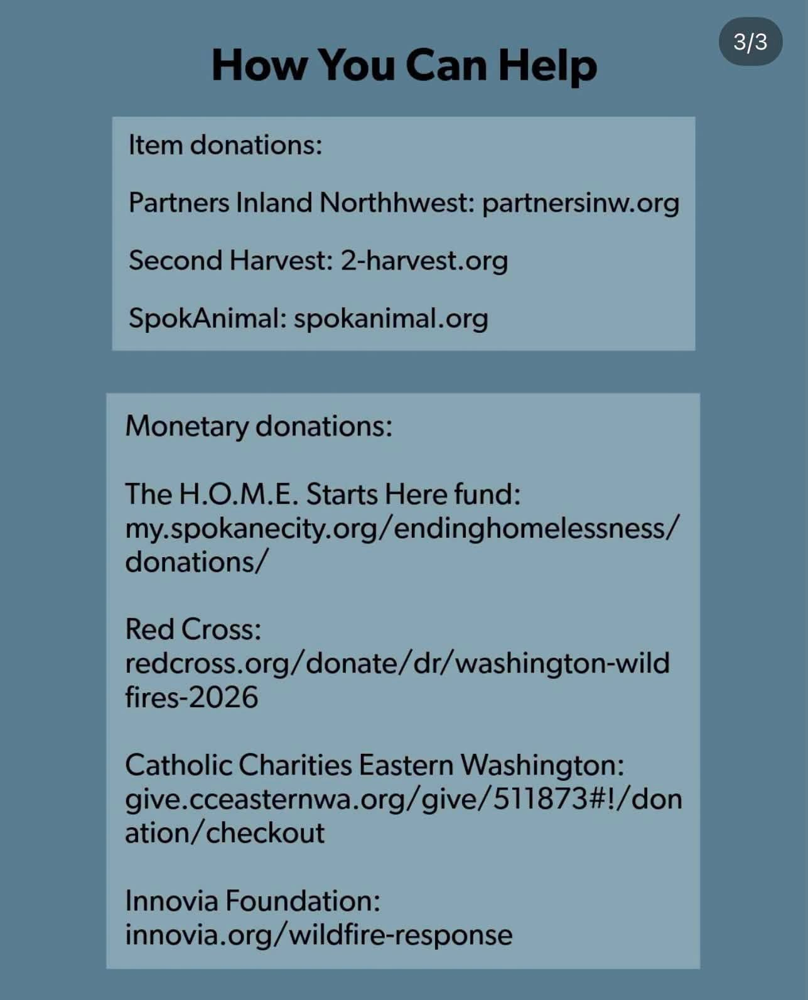 3/3
How You Can Help
Item donations:
Partners Inland Northhwest: partnersinw.org
Second Harvest: 2-harvest.org
SpokAnimal: spokanimal.org
Monetary donations:
The H.O.M.E. Starts Here fund:
my.spokanecity.org/endinghomelessness/
donations/
Red Cross:
redcross.org/donate/dr/washington-wild
fires-2026
Catholic Charities Eastern Washington:
give.cceasternwa.org/give/511873#!/don
ation/checkout
Innovia Foundation:
innovia.org/wildfire-response